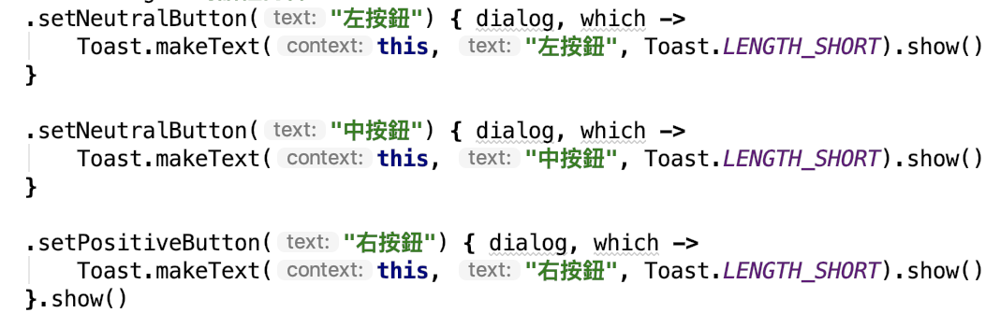 .setNeutralButton( text: "左按鈕") { dialog, which ->
Toast.makeText( context: this, text: "左按鈕", Toast.LENGTH_SHORT).show()
}
.setNeutralButton( text: "中按鈕") { dialog, which ->
Toast.makeText( context: this, text: "中按鈕", Toast.LENGTH_SHORT).show()
}
.setPositiveButton( text: "右按鈕") { dialog, which ->
Toast.makeText( context: this, text: "右按鈕", Toast.LENGTH_SHORT).show()
}.show()